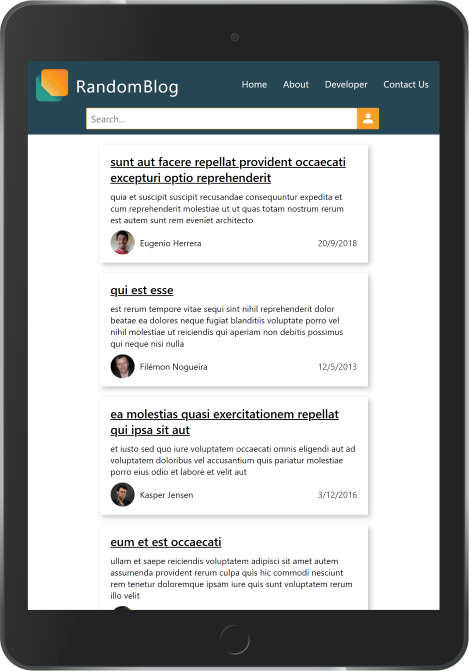 RandomBlog
Home
About
Developer
Contact Us
Search...
sunt aut facere repellat provident occaecati
excepturi optio reprehenderit
quia et suscipit suscipit recusandae consequuntur expedita et
cum reprehenderit molestiae ut ut quas totam nostrum rerum
est autem sunt rem eveniet architecto
Eugenio Herrera
20/9/2018
qui est esse
est rerum tempore vitae sequi sint nihil reprehenderit dolor
beatae ea dolores neque fugiat blanditiis voluptate porro vel
nihil molestiae ut reiciendis qui aperiam non debitis possimus
qui neque nisi nulla
Filémon Nogueira
12/5/2013
ea molestias quasi exercitationem repellat
qui ipsa sit aut
et iusto sed quo iure voluptatem occaecati omnis eligendi aut ad
voluptatem doloribus vel accusantium quis pariatur molestiae
porro eius odio et labore et velit aut
Kasper Jensen
3/12/2016
eum et est occaecati
ullam et saepe reiciendis voluptatem adipisci sit amet autem
assumenda provident rerum culpa quis hic commodi nesciunt
rem tenetur doloremque ipsam iure quis sunt voluptatem rerum
illo velit